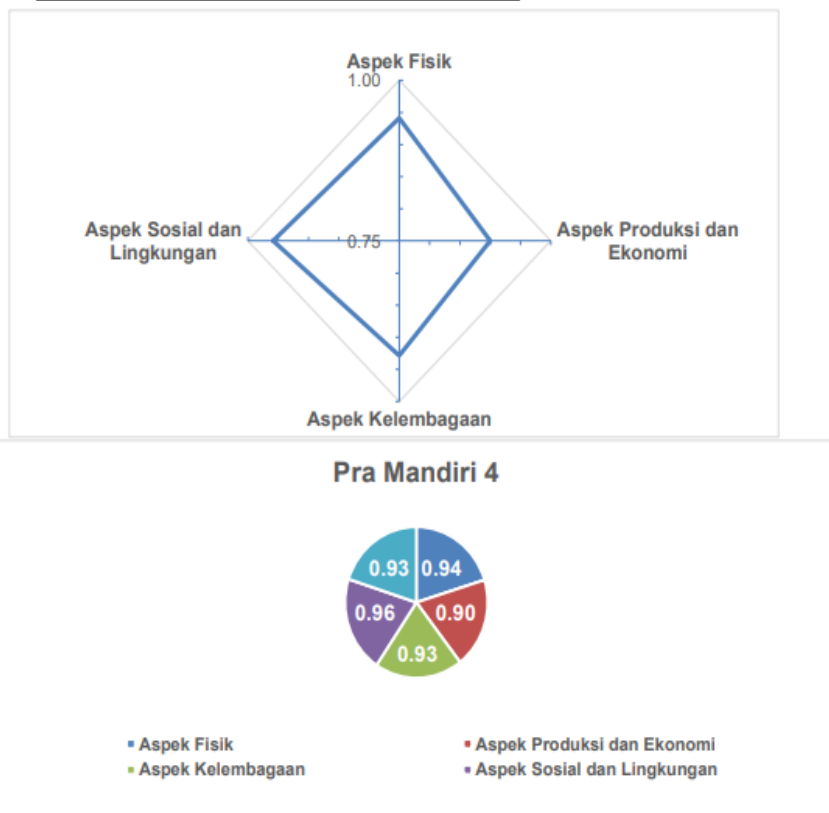 Aspek Fisik
1.00
Aspek Sosial dan
Lingkungan
0.75
Aspek Produksi dan
Ekonomi
Aspek Kelembagaan
Pra Mandiri 4
0.93
0.94
0.96
0.90
0.93
Aspek Fisik
Aspek Produksi dan Ekonomi
Aspek Kelembagaan
Aspek Sosial dan Lingkungan